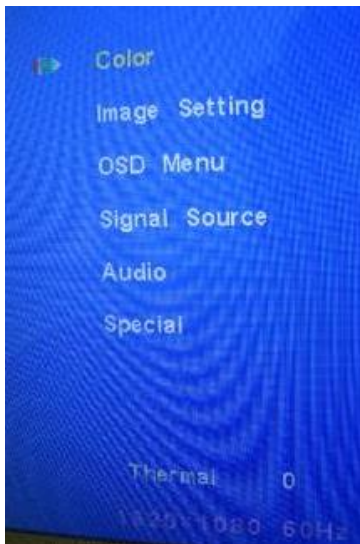 Color
Image Setting
OSD Menu
Signal Source
Audio
Special
Thermal 0
1920×1080 60Hz